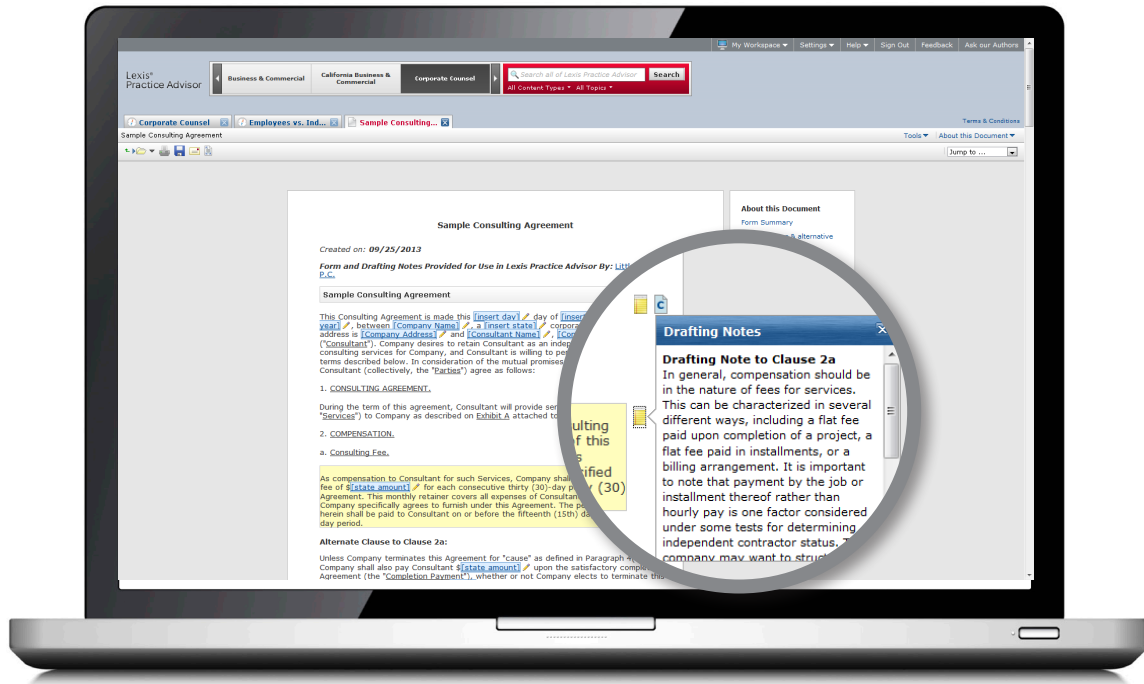 My Workspace Settings Help Sign Out Feedback Ask our Authors
Lexis®
Practice Advisor
Business & Commercial
California Business &
Commercial
Corporate Counsel
Search all of Lexis Practice Advisor Search
All Content Types All Topics
Corporate Counsel Employees vs. Ind... Sample Consulting...
Terms & Conditions
Sample Consulting Agreement
Tools About this Document
Jump to ...
Sample Consulting Agreement
Created on: 09/25/2013
Form and Drafting Notes Provided for Use in Lexis Practice Advisor By:
P.C.
Sample Consulting Agreement
This Consulting Agreement is made this [insert day] day of
year], between [Company Name], a [insert state]
address is [Company Address] and [Consultant Name],
("Consultant"). Company desires to retain Consultant as an
consulting services for Company, and Consultant is willing to
terms described below. In consideration of the mutual promises
Consultant (collectively, the "Parties") agree as follows:
1. CONSULTING AGREEMENT.
During the term of this agreement, Consultant will provide
"Services") to Company as described on Exhibit A attached
2. COMPENSATION.
a. Consulting Fee.
As compensation to Consultant for such Services, Company
fee of $[state amount] for each consecutive thirty (30)-day
Agreement. This monthly retainer covers all expenses of
Company specifically agrees to furnish under this Agreement. The
herein shall be paid to Consultant on or before the fifteenth (15th)
day period.
Alternate Clause to Clause 2a:
Unless Company terminates this Agreement for "cause" as defined in Paragraph
Company shall also pay Consultant $[state amount] upon the satisfactory
Agreement (the "Completion Payment"), whether or not Company elects to terminate this
About this Document
Form Summary
& alternative
C
of this
(30)
Drafting Notes
Drafting Note to Clause 2a
In general, compensation should be
in the nature of fees for services.
This can be characterized in several
different ways, including a flat fee
paid upon completion of a project, a
flat fee paid in installments, or a
billing arrangement. It is important
to note that payment by the job or
installment thereof rather than
hourly pay is one factor considered
under some tests for determining
independent contractor status.
company may want to